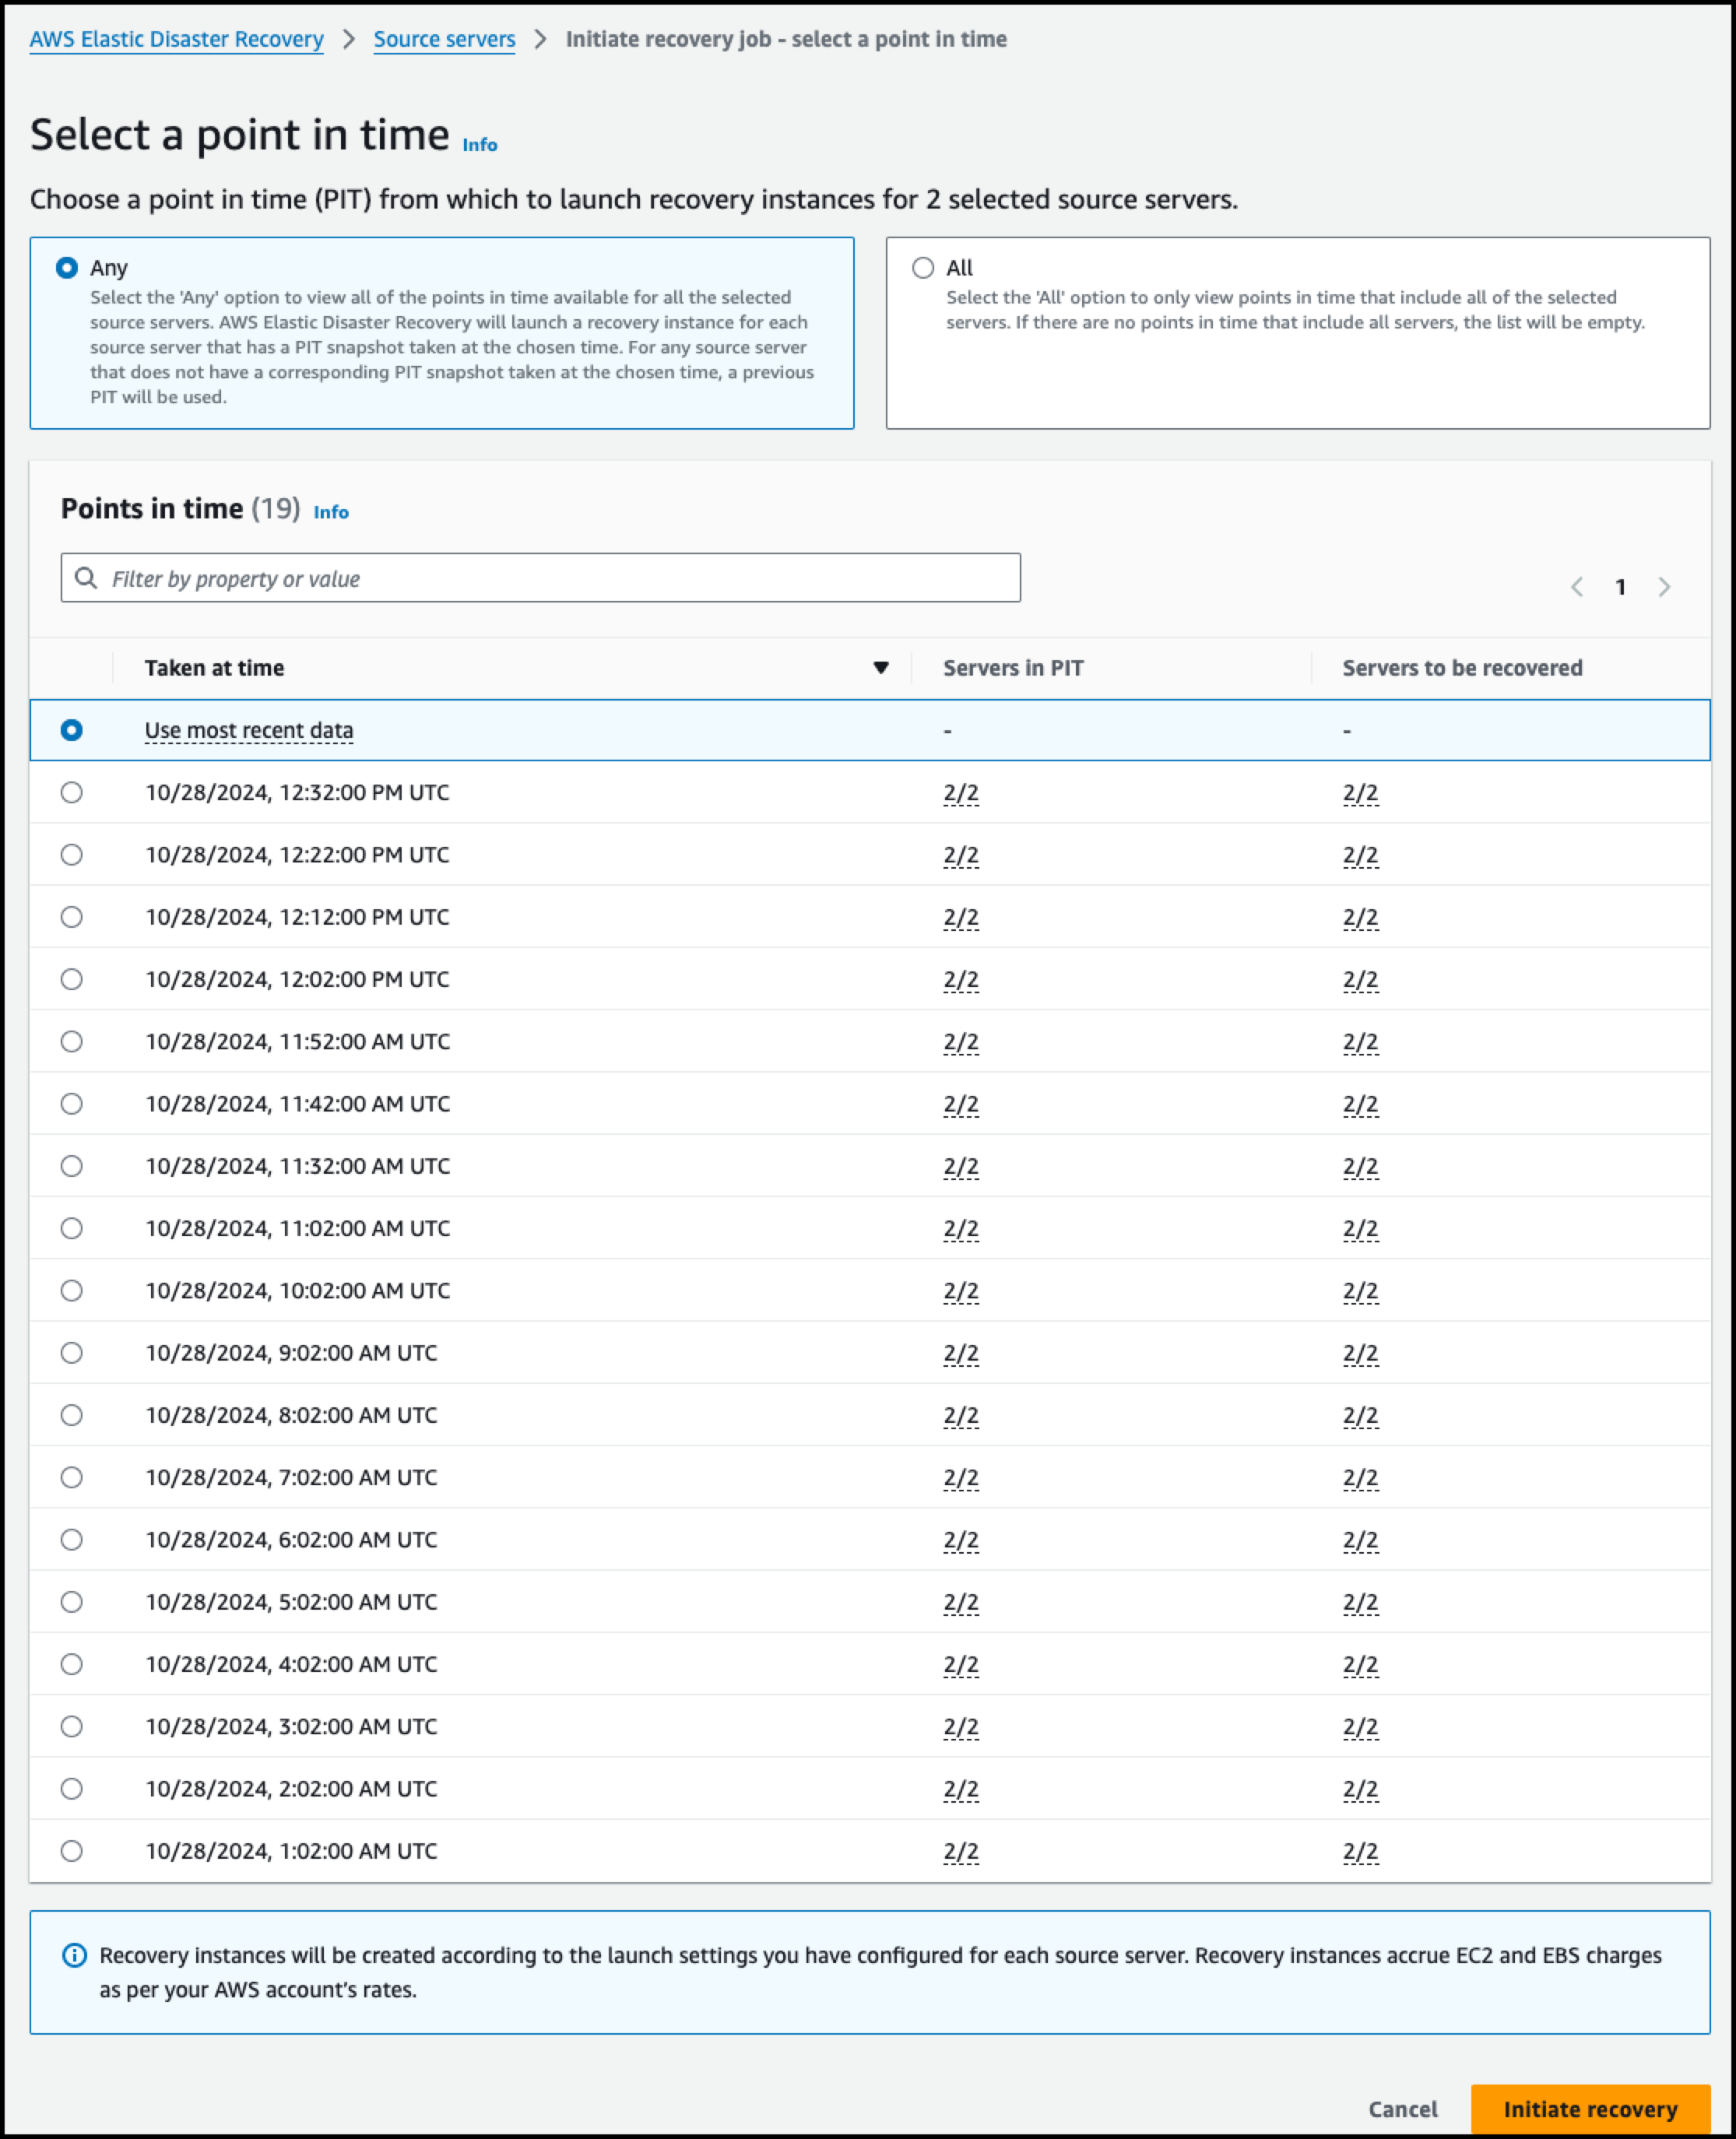 AWS Elastic Disaster Recovery > Source servers > Initiate recovery job - select a point in time
Select a point in time Info
Choose a point in time (PIT) from which to launch recovery instances for 2 selected source servers.
Any
Select the 'Any' option to view all of the points in time available for all the selected
source servers. AWS Elastic Disaster Recovery will launch a recovery instance for each
source server that has a PIT snapshot taken at the chosen time. For any source server
that does not have a corresponding PIT snapshot taken at the chosen time, a previous
PIT will be used.
All
Select the 'All' option to only view points in time that include all of the selected
servers. If there are no points in time that include all servers, the list will be empty.
Points in time (19) Info
Filter by property or value
< 1 >
Taken at time Servers in PIT Servers to be recovered
Use most recent data - -
10/28/2024, 12:32:00 PM UTC 2/2 2/2
10/28/2024, 12:22:00 PM UTC 2/2 2/2
10/28/2024, 12:12:00 PM UTC 2/2 2/2
10/28/2024, 12:02:00 PM UTC 2/2 2/2
10/28/2024, 11:52:00 AM UTC 2/2 2/2
10/28/2024, 11:42:00 AM UTC 2/2 2/2
10/28/2024, 11:32:00 AM UTC 2/2 2/2
10/28/2024, 11:02:00 AM UTC 2/2 2/2
10/28/2024, 10:02:00 AM UTC 2/2 2/2
10/28/2024, 9:02:00 AM UTC 2/2 2/2
10/28/2024, 8:02:00 AM UTC 2/2 2/2
10/28/2024, 7:02:00 AM UTC 2/2 2/2
10/28/2024, 6:02:00 AM UTC 2/2 2/2
10/28/2024, 5:02:00 AM UTC 2/2 2/2
10/28/2024, 4:02:00 AM UTC 2/2 2/2
10/28/2024, 3:02:00 AM UTC 2/2 2/2
10/28/2024, 2:02:00 AM UTC 2/2 2/2
10/28/2024, 1:02:00 AM UTC 2/2 2/2
Recovery instances will be created according to the launch settings you have configured for each source server. Recovery instances accrue EC2 and EBS charges
as per your AWS account's rates.
Cancel Initiate recovery